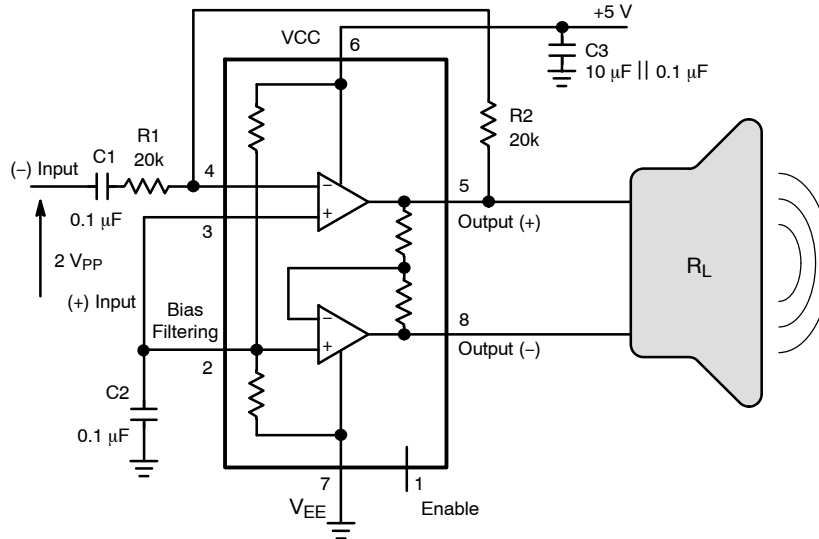 +5 V
VCC
6
C3
10 μF || 0.1 μF
R2
20k
R1
20k
C1
(–) Input
4
0.1 μF
–
+
5
Output (+)
3
2 VPP
RL
(+) Input
Bias
Filtering
–
+
8
Output (–)
2
C2
0.1 μF
7
1
VEE
Enable